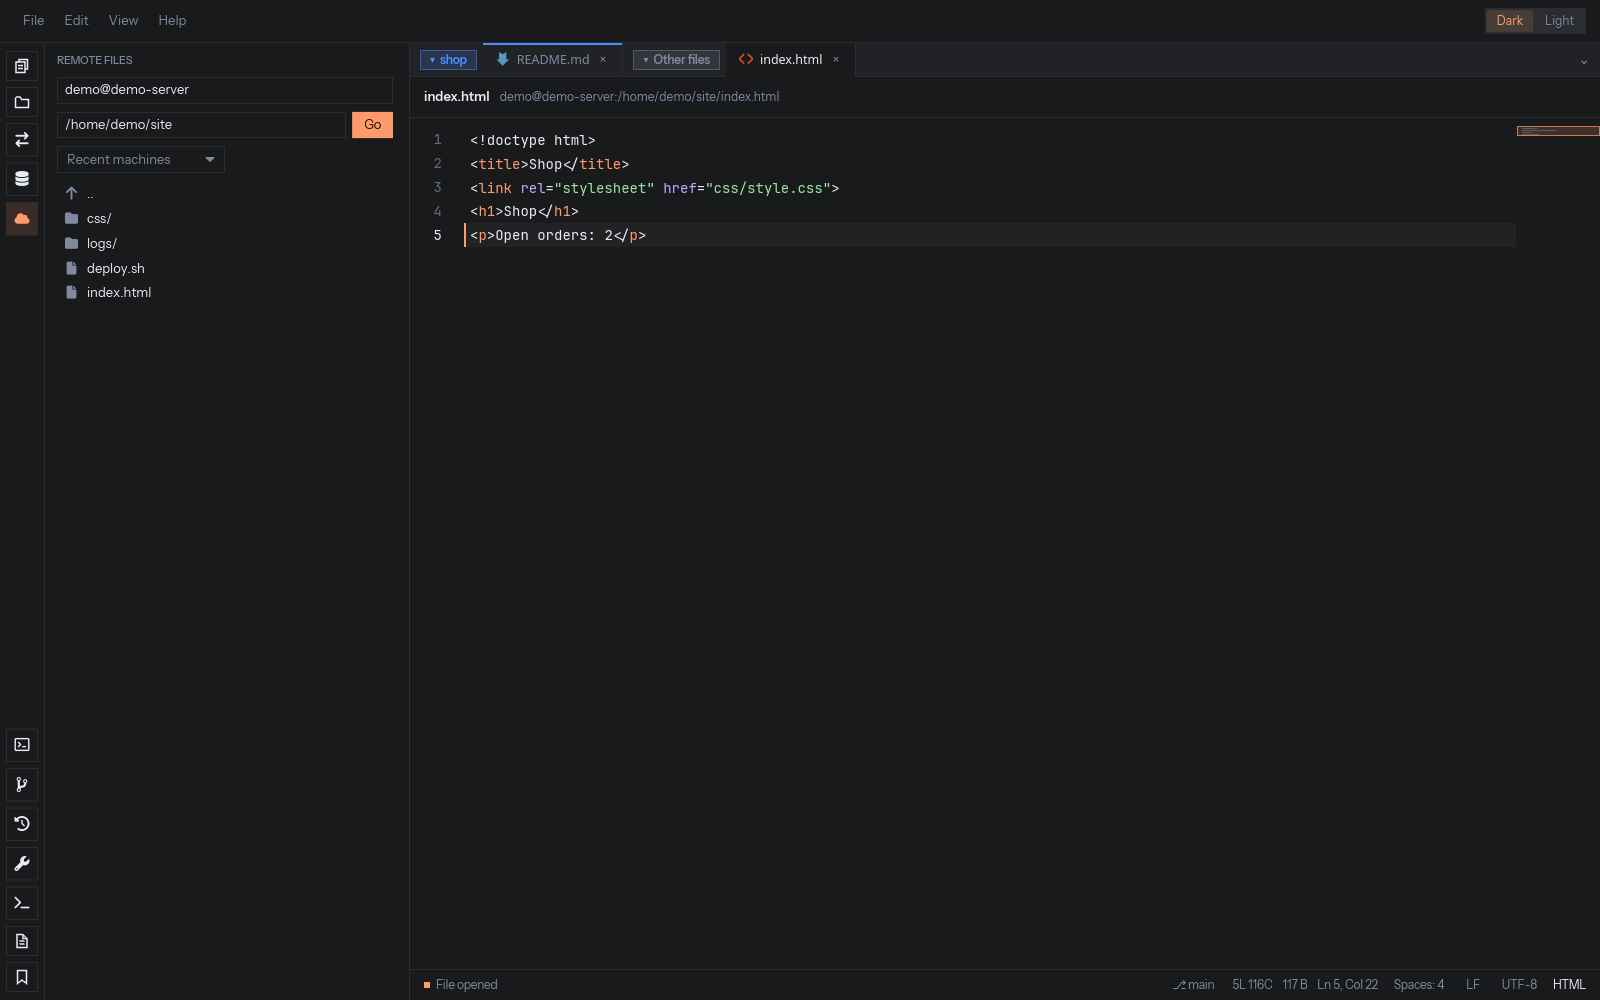 File Edit View Help
Dark Light
REMOTE FILES
demo@demo-server
/home/demo/site Go
Recent machines
..
css/
logs/
deploy.sh
index.html
▾ shop README.md × ▾ Other files index.html ×
index.html demo@demo-server:/home/demo/site/index.html
1 <!doctype html>
2 <title>Shop</title>
3 <link rel="stylesheet" href="css/style.css">
4 <h1>Shop</h1>
5 <p>Open orders: 2</p>
File opened
main 5L 116C 117 B Ln 5, Col 22 Spaces: 4 LF UTF-8 HTML